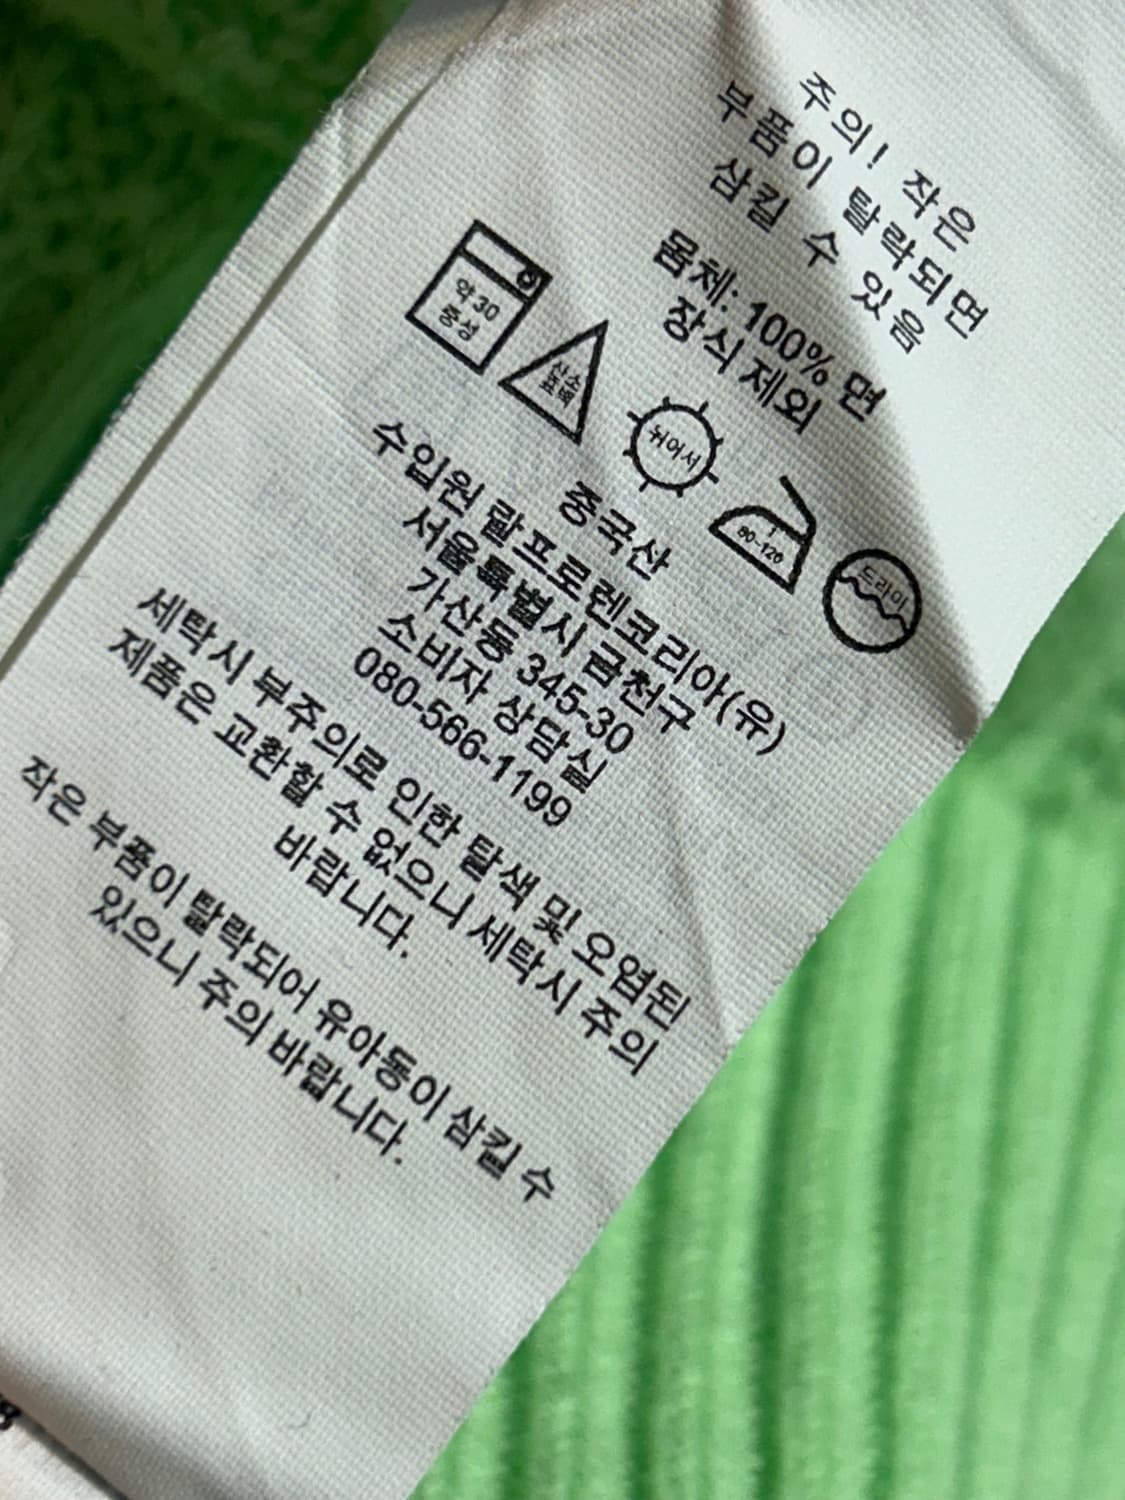 주의! 작은
부품이 탈락되면
삼킬 수 있음
몸체: 100% 면
장식 제외
약 30
중성
산소
표백
뉘어서
80-120
드라이
중국산
수입원 랄프로렌코리아(유)
서울특별시 금천구
가산동 345-30
소비자 상담실
080-566-1199
세탁시 부주의로 인한 탈색 및 오염된
제품은 교환할 수 없으니 세탁시 주의
바랍니다.
작은 부품이 탈락되어 유아동이 삼킬 수
있으니 주의 바랍니다.